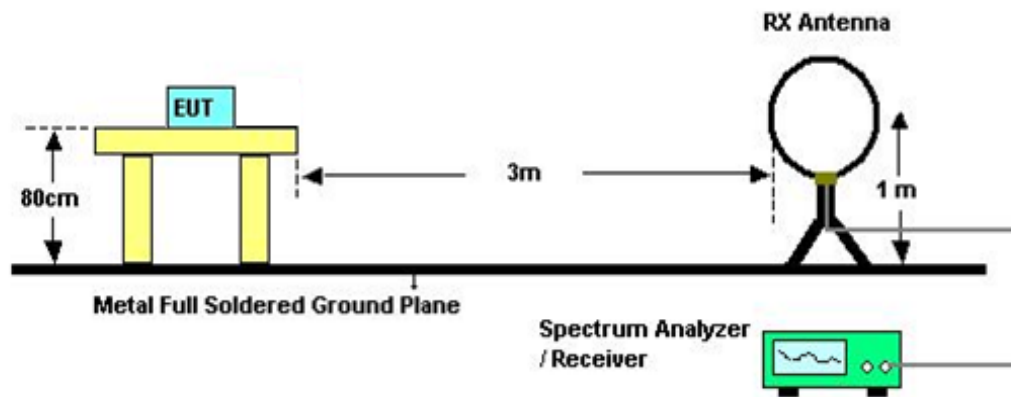 RX Antenna
EUT
80cm
3m
1 m
Metal Full Soldered Ground Plane
Spectrum Analyzer
/ Receiver